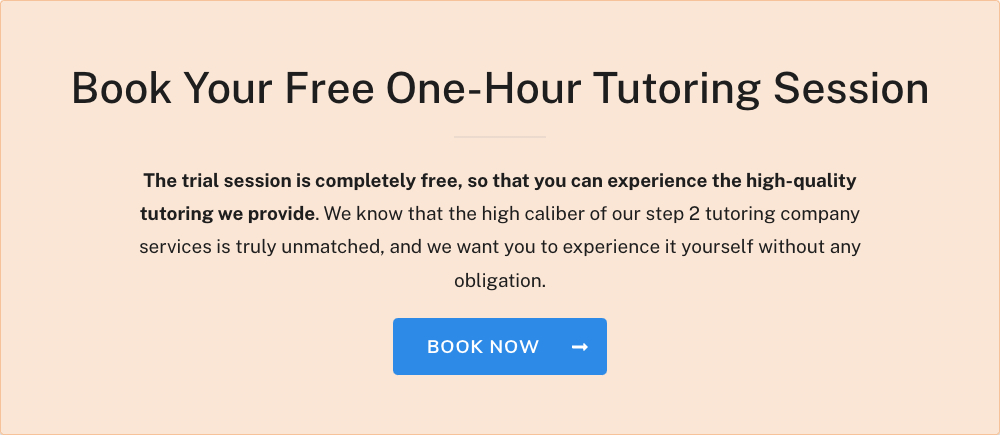 Book Your Free One-Hour Tutoring Session
The trial session is completely free, so that you can experience the high-quality
tutoring we provide. We know that the high caliber of our step 2 tutoring company
services is truly unmatched, and we want you to experience it yourself without any
obligation.
BOOK NOW